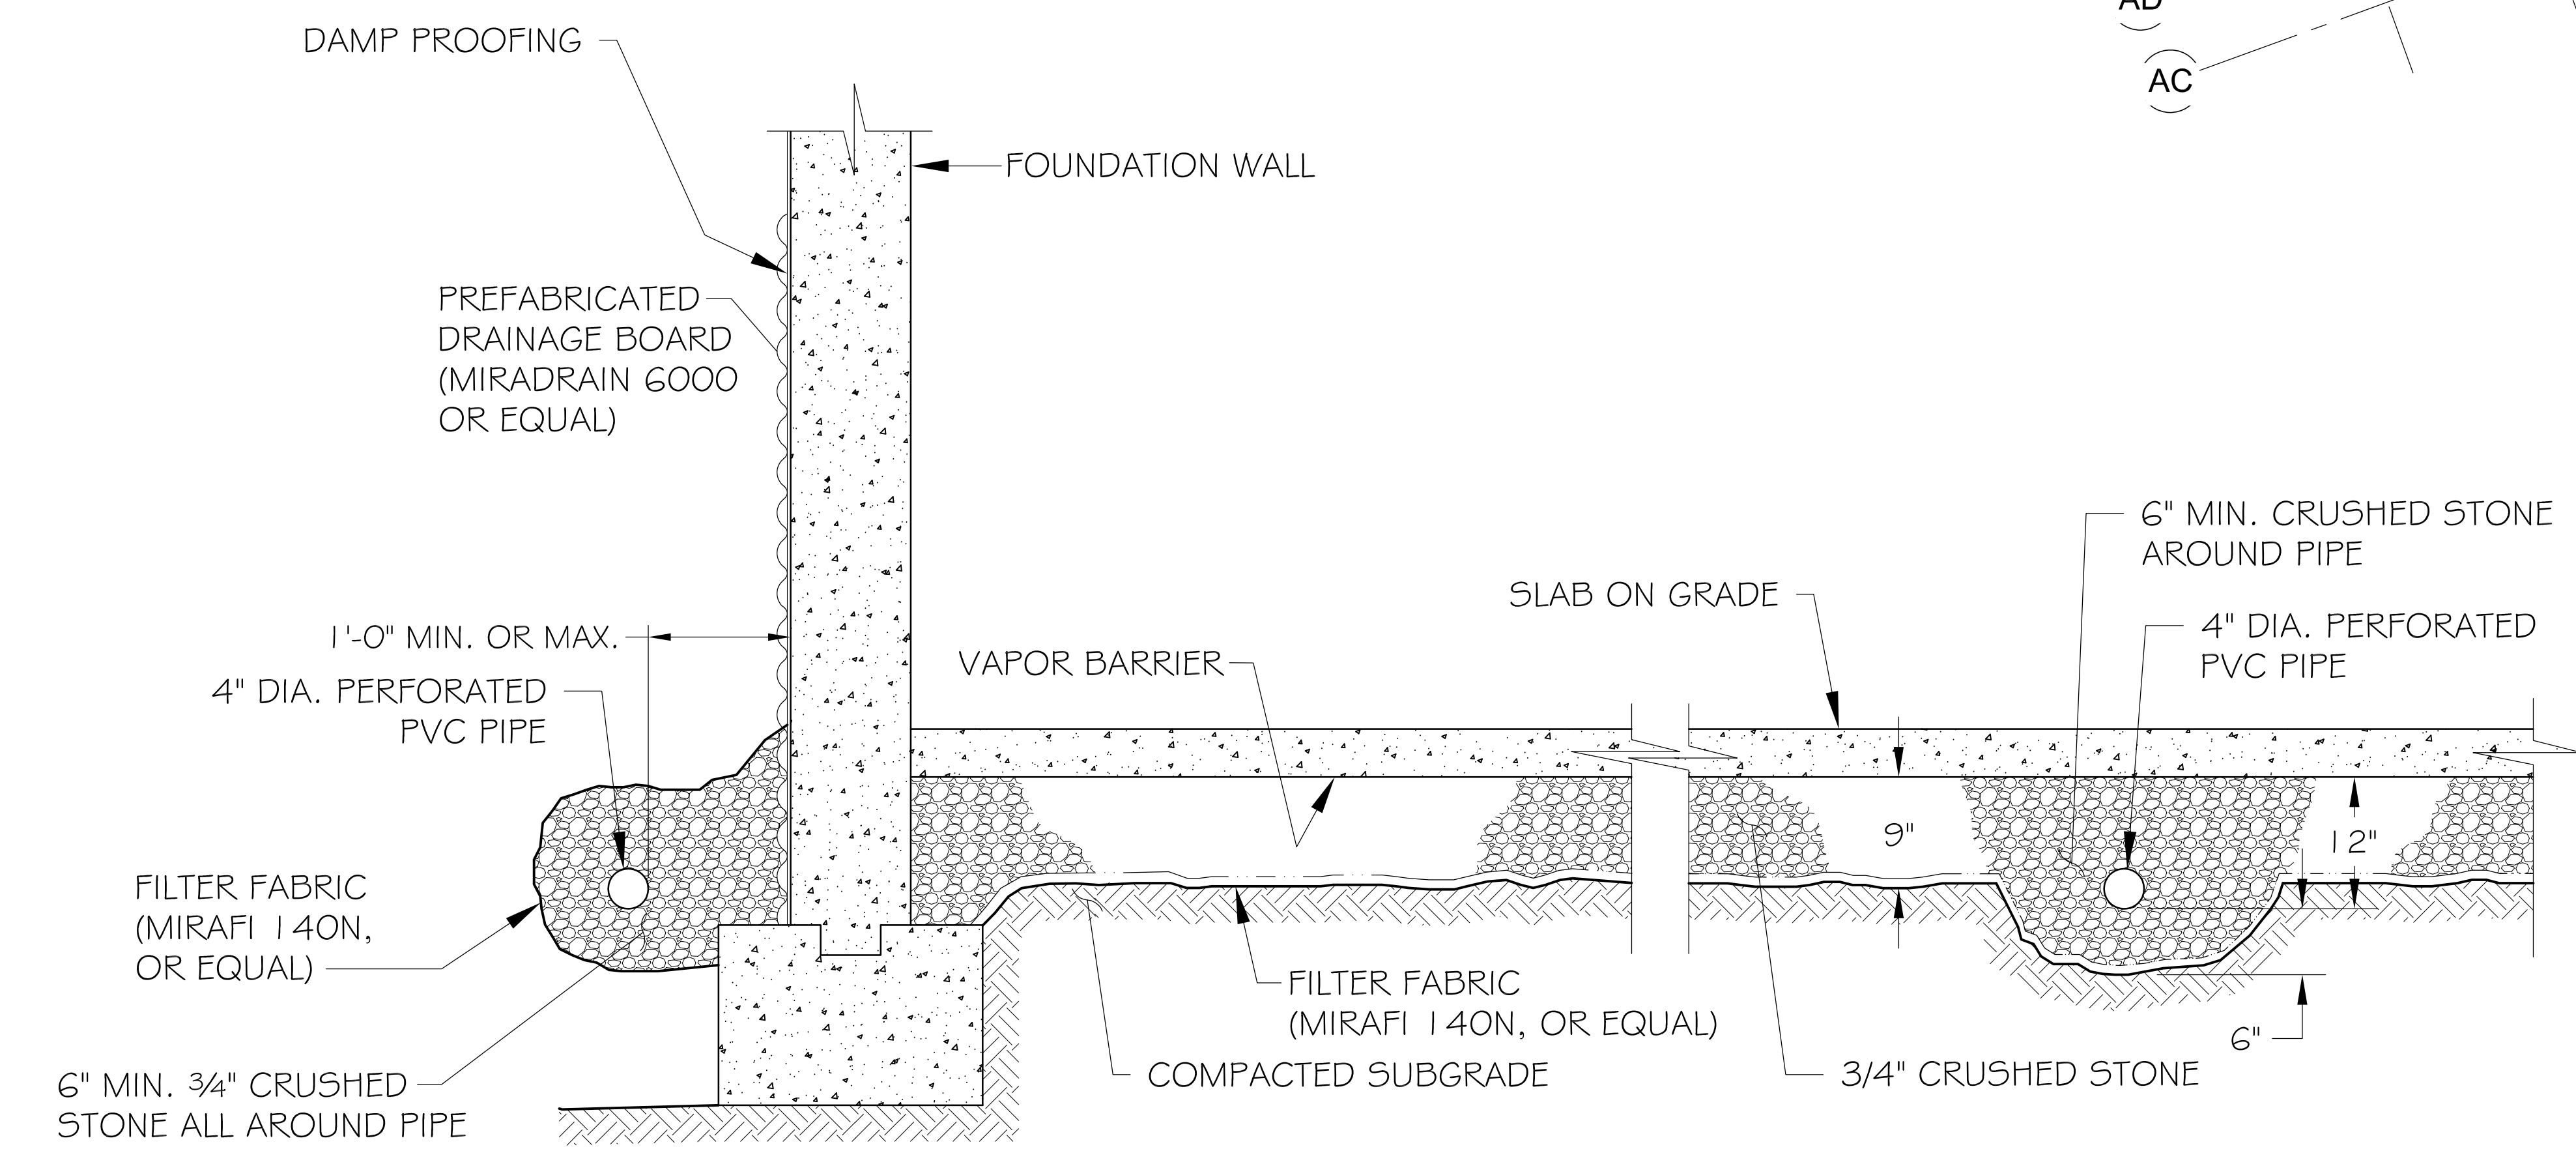 DAMP PROOFING
AC
FOUNDATION WALL
PREFABRICATED
DRAINAGE BOARD
(MIRADRAIN 6000
OR EQUAL)
6" MIN. CRUSHED STONE
AROUND PIPE
SLAB ON GRADE
1'-0" MIN. OR MAX.
4" DIA. PERFORATED
PVC PIPE
VAPOR BARRIER
4" DIA. PERFORATED
PVC PIPE
9"
12"
FILTER FABRIC
(MIRAFI 140N,
OR EQUAL)
FILTER FABRIC
(MIRAFI 140N, OR EQUAL)
6"
COMPACTED SUBGRADE
3/4" CRUSHED STONE
6" MIN. 3/4" CRUSHED
STONE ALL AROUND PIPE